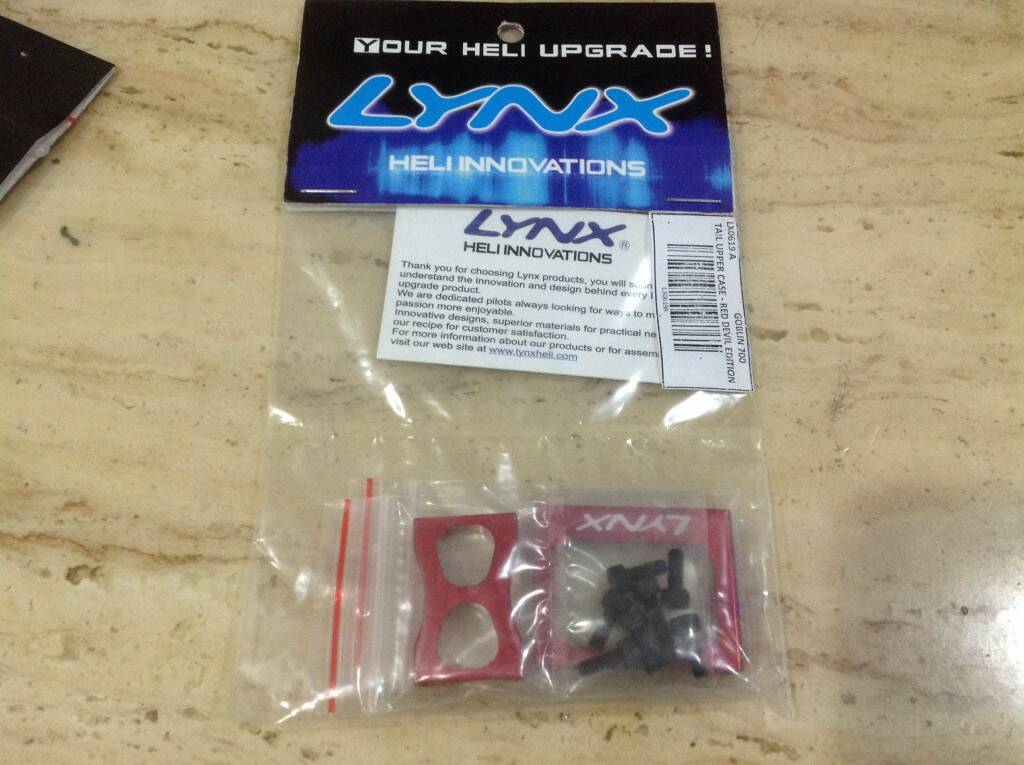 YOUR HELI UPGRADE!
LYNX
HELI INNOVATIONS
LYNX®
HELI INNOVATIONS
Thank you for choosing Lynx products, you will soon
understand the innovation and design behind every
upgrade product.
We are dedicated pilots always looking for ways to
passion more enjoyable.
Innovative designs, superior materials for practical
our recipe for customer satisfaction.
For more information about our products or for
visit our web site at www.lynxheli.com
LX0619 A
GOBLIN 700
TAIL UPPER CASE - RED DEVIL EDITION
LYNX